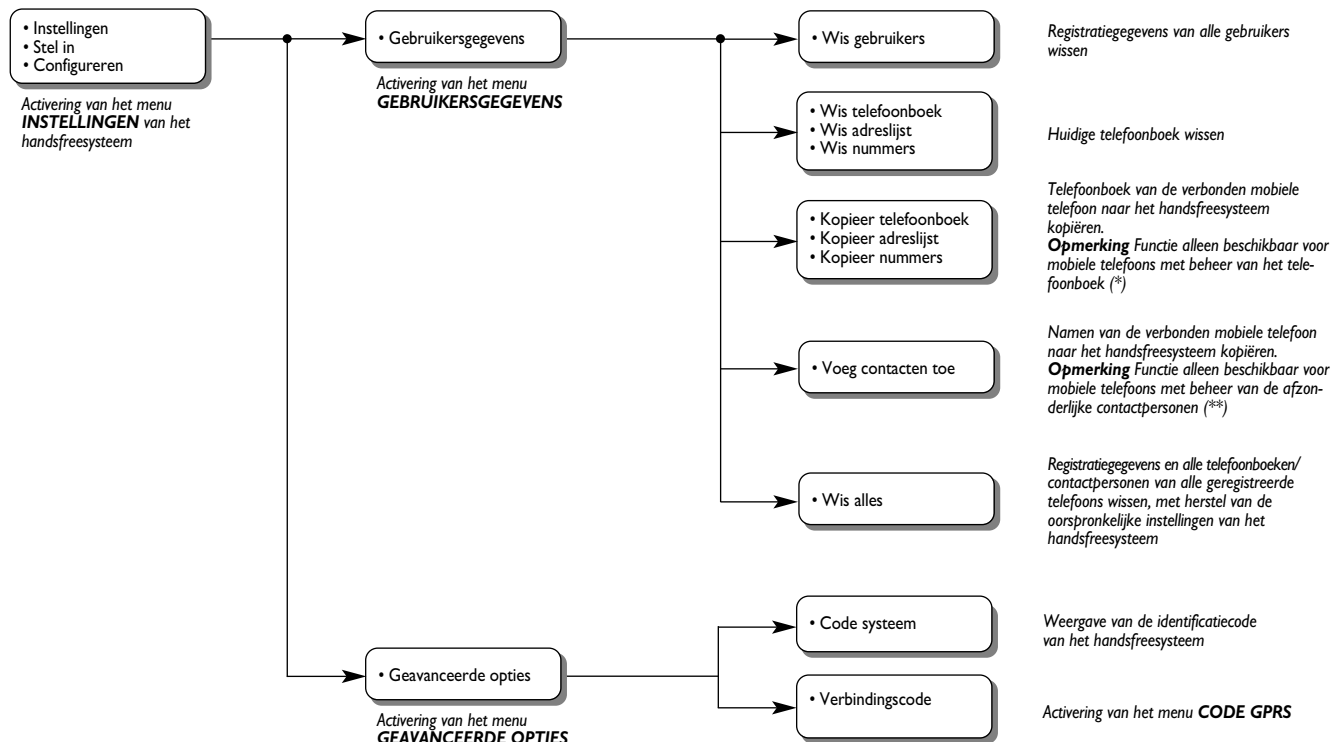 • Instellingen
• Stel in
• Configureren
Activering van het menu
INSTELLINGEN van het
handsfreesysteem
• Gebruikersgegevens
Activering van het menu
GEBRUIKERSGEGEVENS
• Wis gebruikers
Registratiegegevens van alle gebruikers
wissen
• Wis telefoonboek
• Wis adreslijst
• Wis nummers
Huidige telefoonboek wissen
• Kopieer telefoonboek
• Kopieer adreslijst
• Kopieer nummers
Telefoonboek van de verbonden mobiele
telefoon naar het handsfreesysteem
kopiëren.
Opmerking Functie alleen beschikbaar voor
mobiele telefoons met beheer van het tele-
foonboek (*)
• Voeg contacten toe
Namen van de verbonden mobiele telefoon
naar het handsfreesysteem kopiëren.
Opmerking Functie alleen beschikbaar voor
mobiele telefoons met beheer van de afzon-
derlijke contactpersonen (**)
• Wis alles
Registratiegegevens en alle telefoonboeken/
contactpersonen van alle geregistreerde
telefoons wissen, met herstel van de
oorspronkelijke instellingen van het
handsfreesysteem
• Geavanceerde opties
Activering van het menu
GEAVANCEERDE OPTIES
• Code systeem
Weergave van de identificatiecode
van het handsfreesysteem
• Verbindingscode
Activering van het menu CODE GPRS